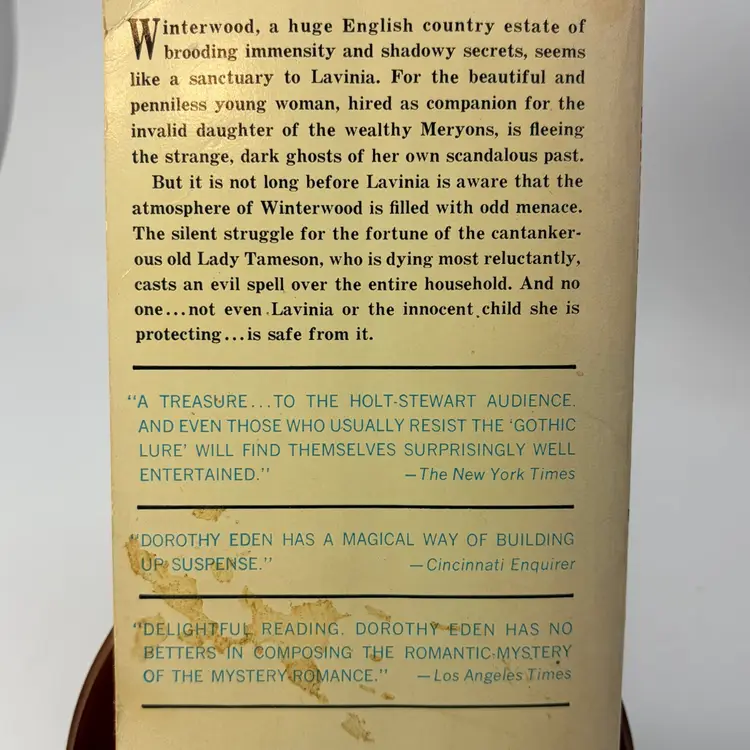 Winterwood, a huge English country estate of
brooding immensity and shadowy secrets, seems
like a sanctuary to Lavinia. For the beautiful and
penniless young woman, hired as companion for the
invalid daughter of the wealthy Meryons, is fleeing
the strange, dark ghosts of her own scandalous past.
But it is not long before Lavinia is aware that the
atmosphere of Winterwood is filled with odd menace.
The silent struggle for the fortune of the cantanker-
ous old Lady Tameson, who is dying most reluctantly,
casts an evil spell over the entire household. And no
one...not even Lavinia or the innocent child she is
protecting...is safe from it.
"A TREASURE...TO THE HOLT-STEWART AUDIENCE.
AND EVEN THOSE WHO USUALLY RESIST THE 'GOTHIC
LURE' WILL FIND THEMSELVES SURPRISINGLY WELL
ENTERTAINED." —The New York Times
"DOROTHY EDEN HAS A MAGICAL WAY OF BUILDING
UP SUSPENSE." —Cincinnati Enquirer
"DELIGHTFUL READING. DOROTHY EDEN HAS NO
BETTERS IN COMPOSING THE ROMANTIC-MYSTERY
OF THE MYSTERY-ROMANCE." —Los Angeles Times